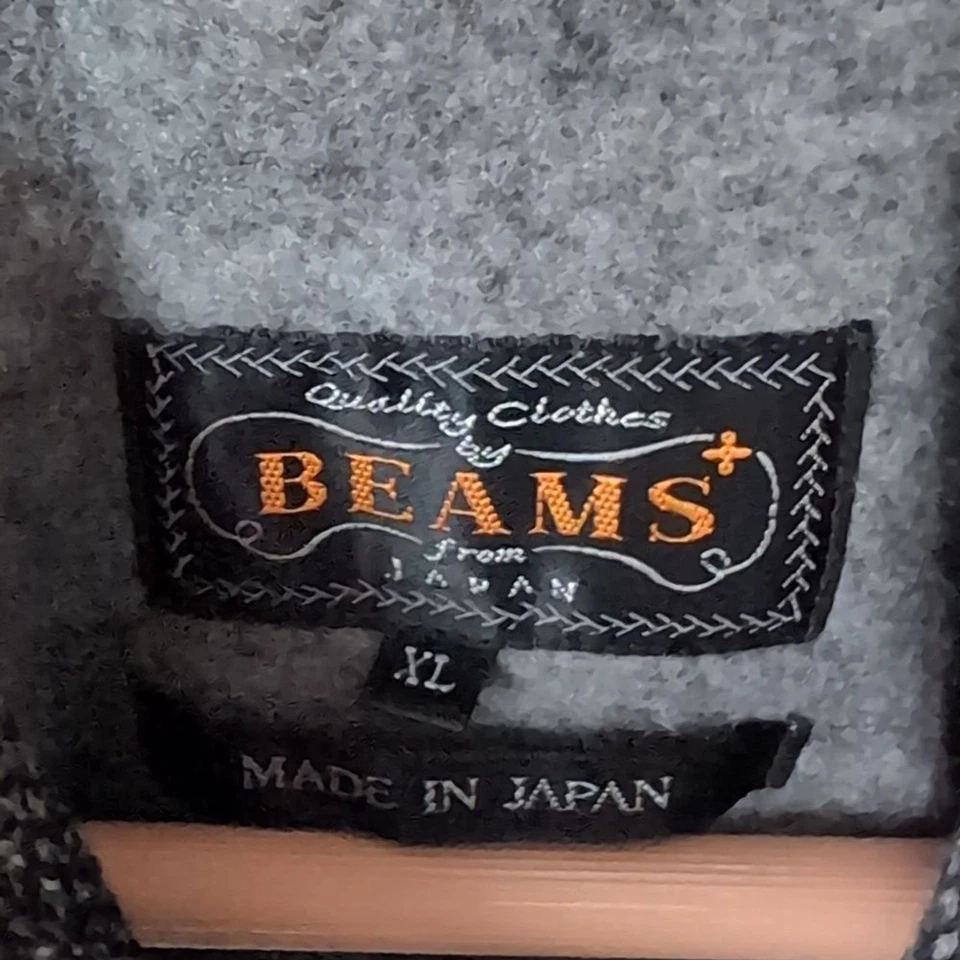 Quality Clothes
by
BEAMS+
from
JAPAN
XL
MADE IN JAPAN